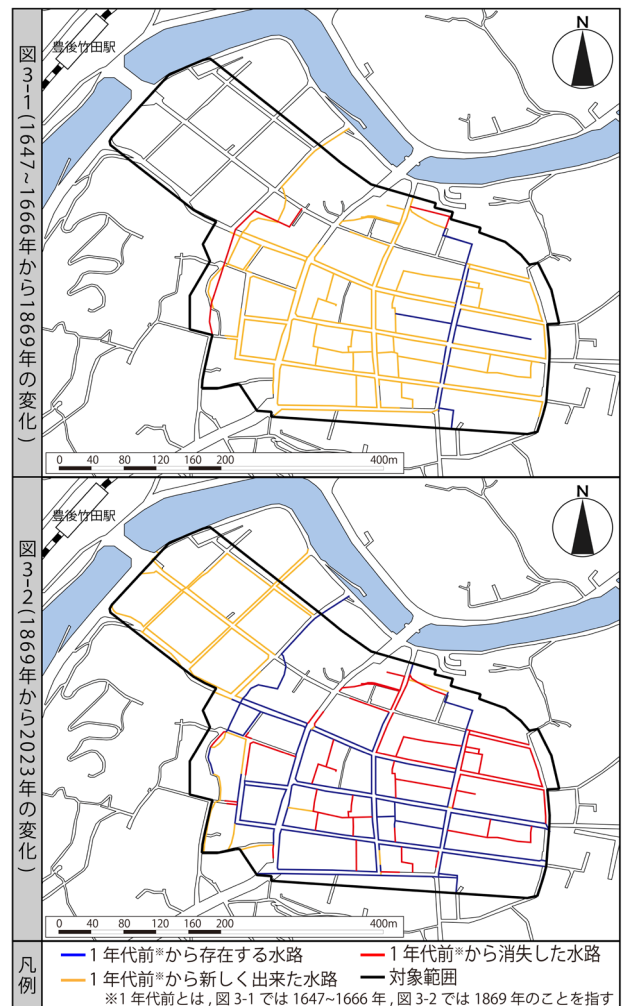 図3-1(1647~1666年から1869年の変化)
豊後竹田駅
N
0 40 80 120 160 200 400m
図3-2(1869年から2023年の変化)
豊後竹田駅
N
0 40 80 120 160 200 400m
凡例
1年代前※から存在する水路
1年代前※から消失した水路
1年代前※から新しく出来た水路
対象範囲
※1年代前とは,図3-1では1647~1666年,図3-2では1869年のことを指す